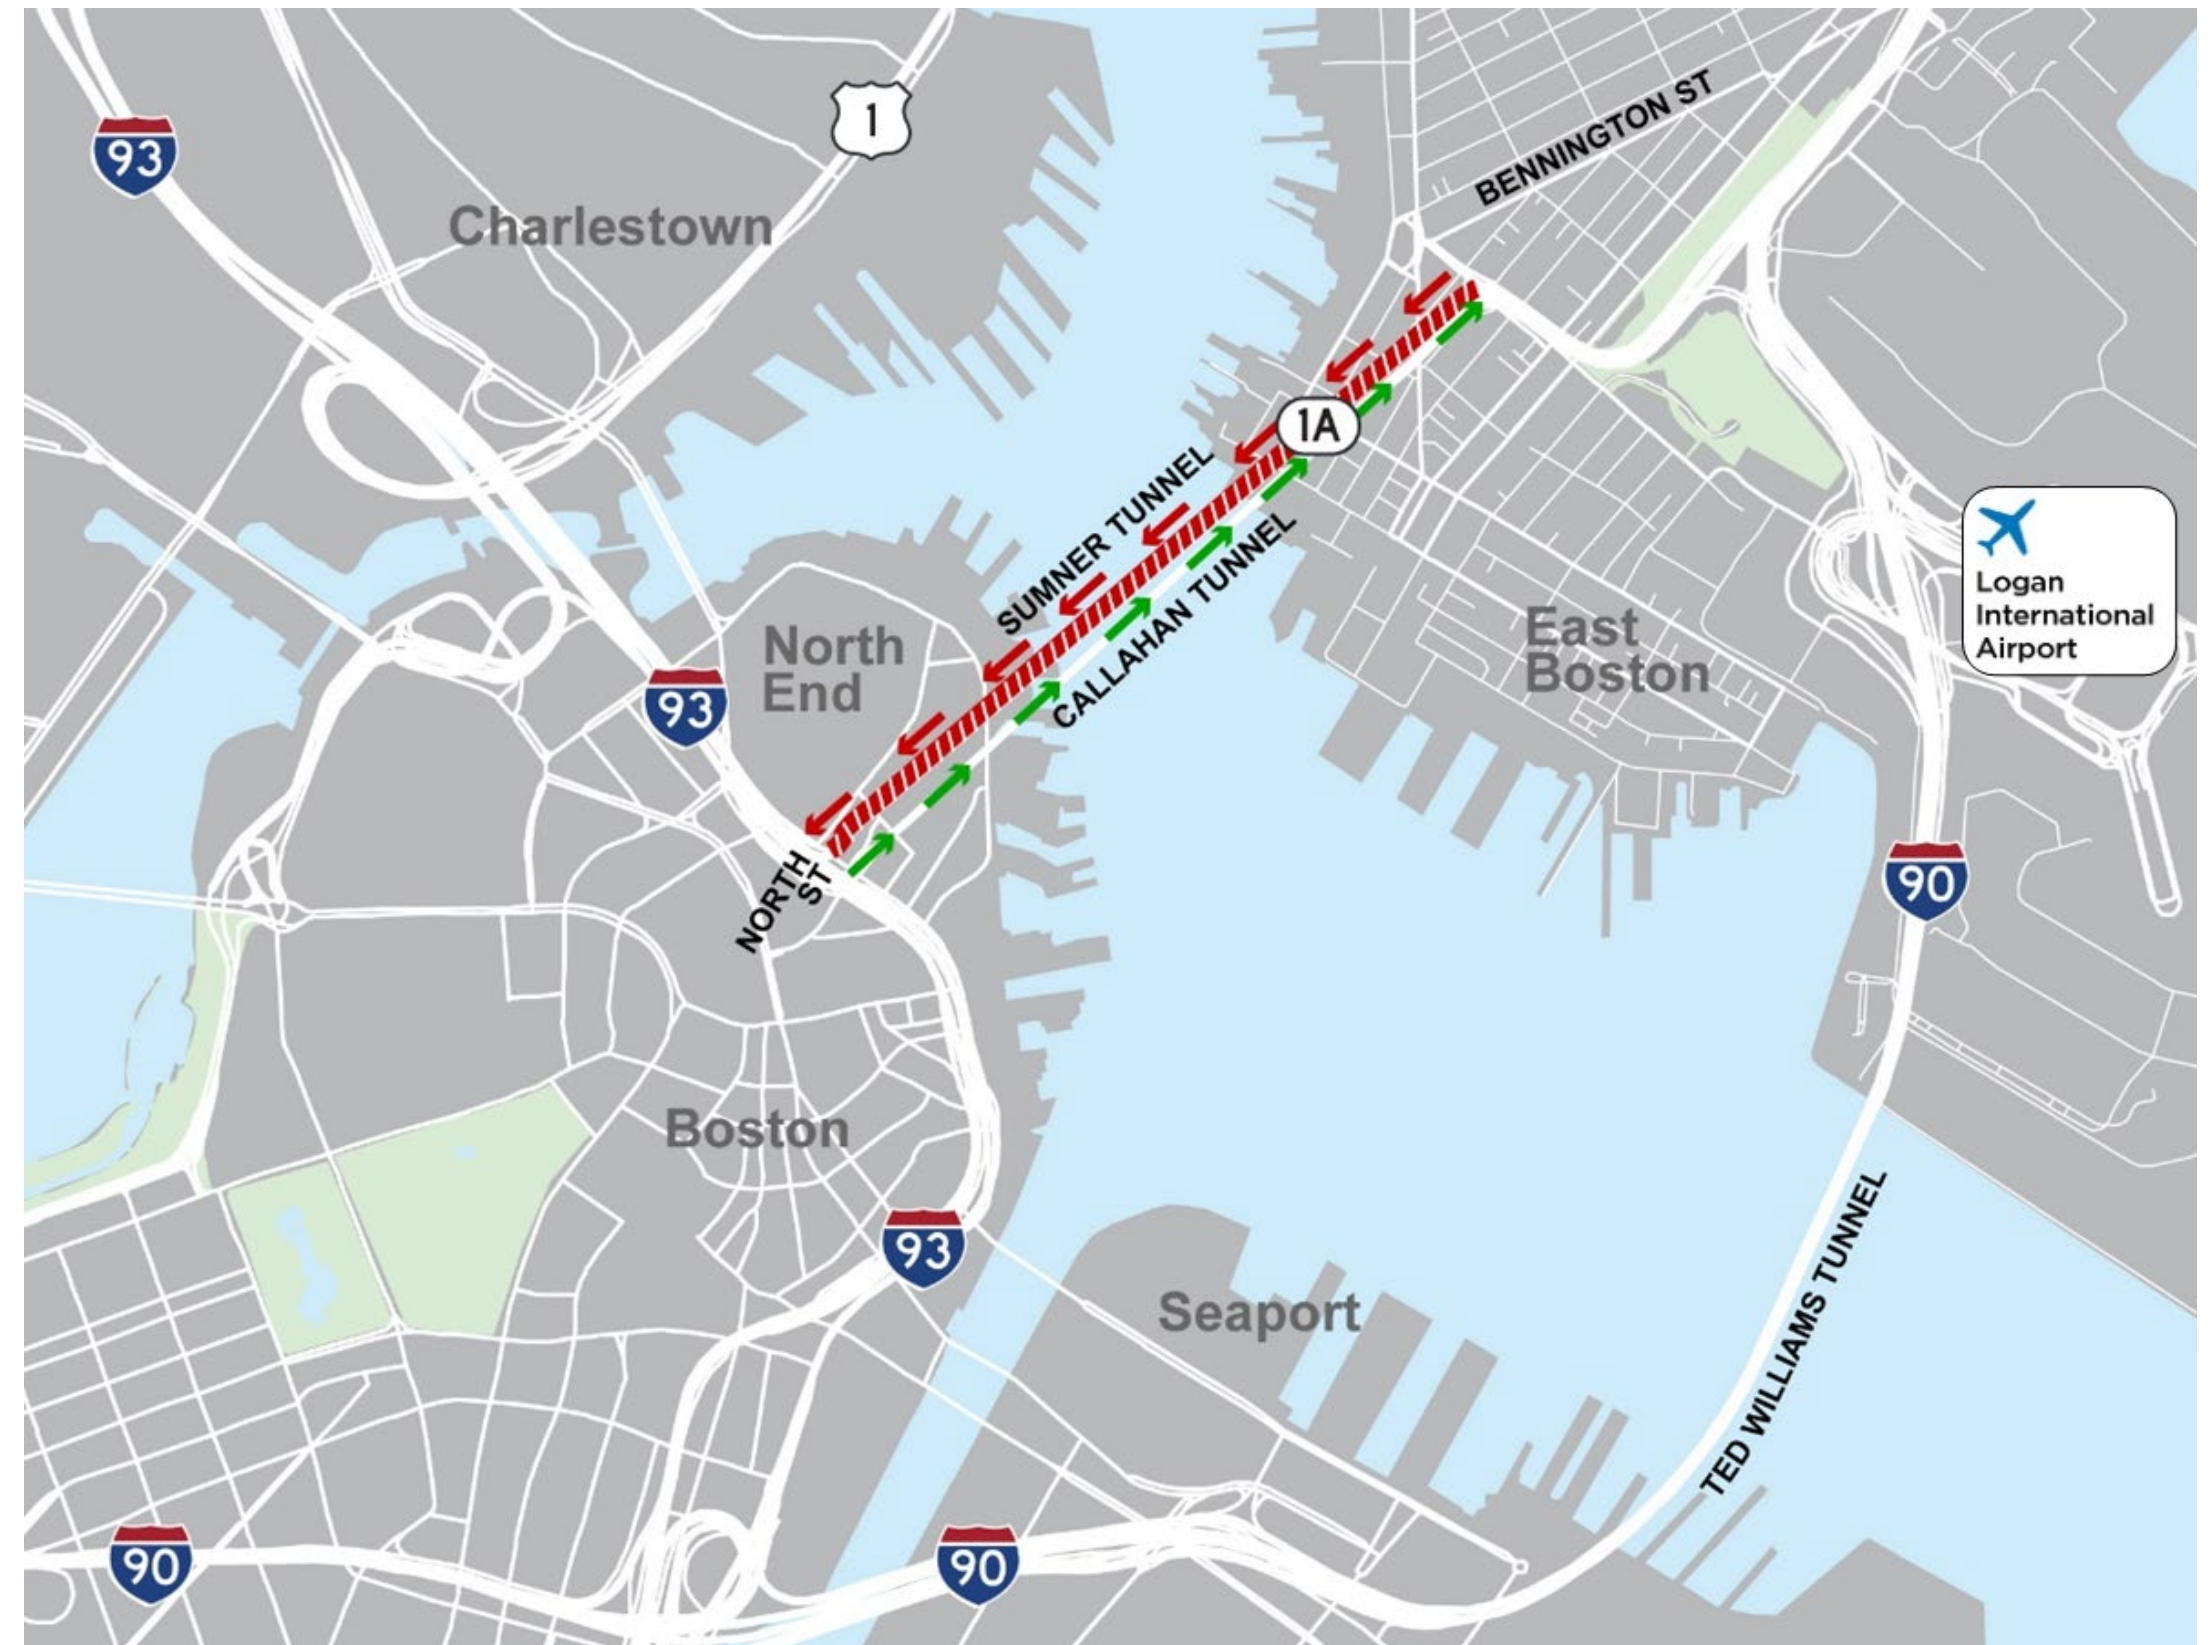 1
93
BENNINGTON ST
Charlestown
1A
SUMNER TUNNEL
CALLAHAN TUNNEL
Logan
International
Airport
North
End
East
Boston
93
NORTH
ST
90
Boston
93
Seaport
TED WILLIAMS TUNNEL
90
90